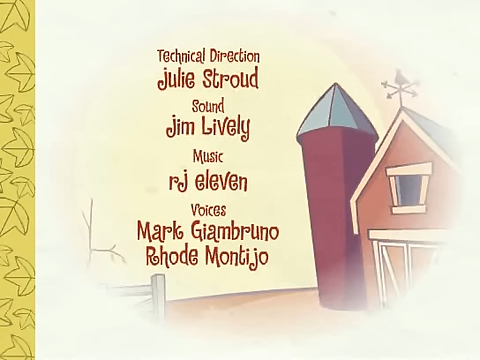 Technical Direction
julie Stroud
Sound
jim Lively
Music
rj eleven
Voices
Mark Giambruno
Rhode Montijo